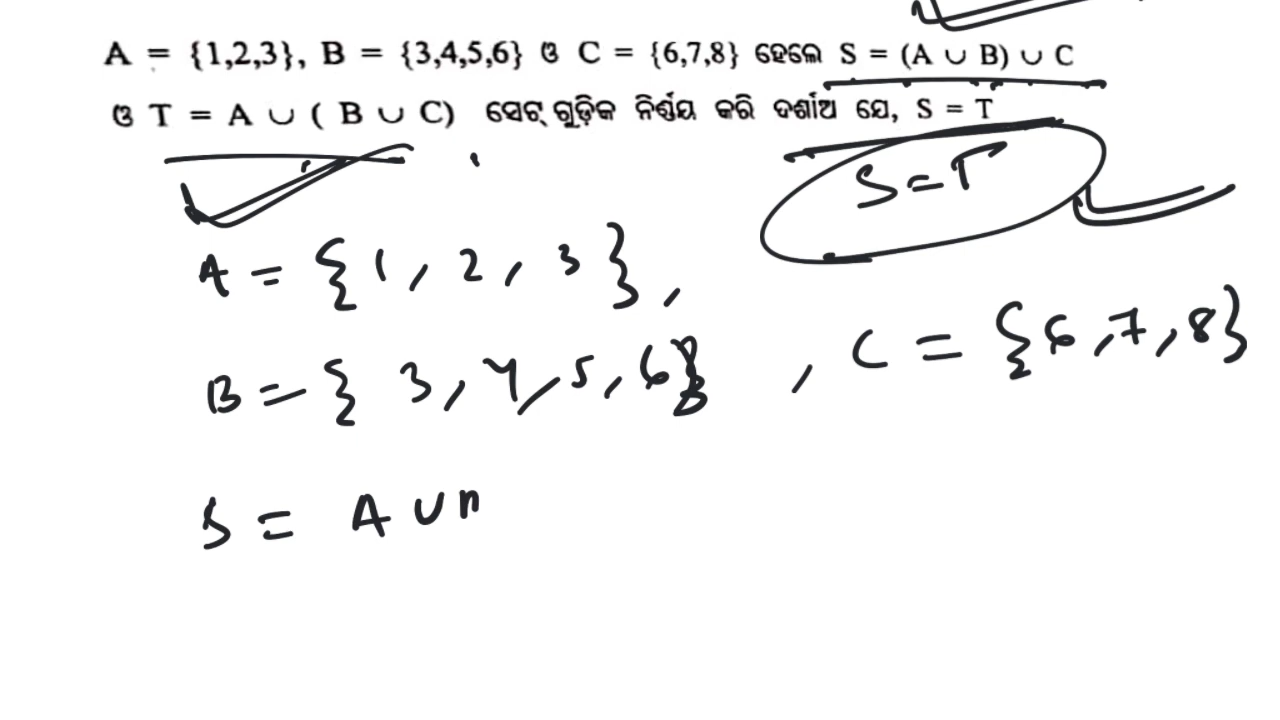 A = {1,2,3}, B = {3,4,5,6} ଓ C = {6,7,8} ହେଲେ S = (A ∪ B) ∪ C
ଓ T = A ∪ ( B ∪ C) ସେଟ୍ ଗୁଡ଼ିକ ନିର୍ଣ୍ଣୟ କରି ଦର୍ଶାଅ ଯେ, S = T
S = T
A = {1, 2, 3},
B = {3, 4, 5, 6} , C = {6, 7, 8}
S = A ∪